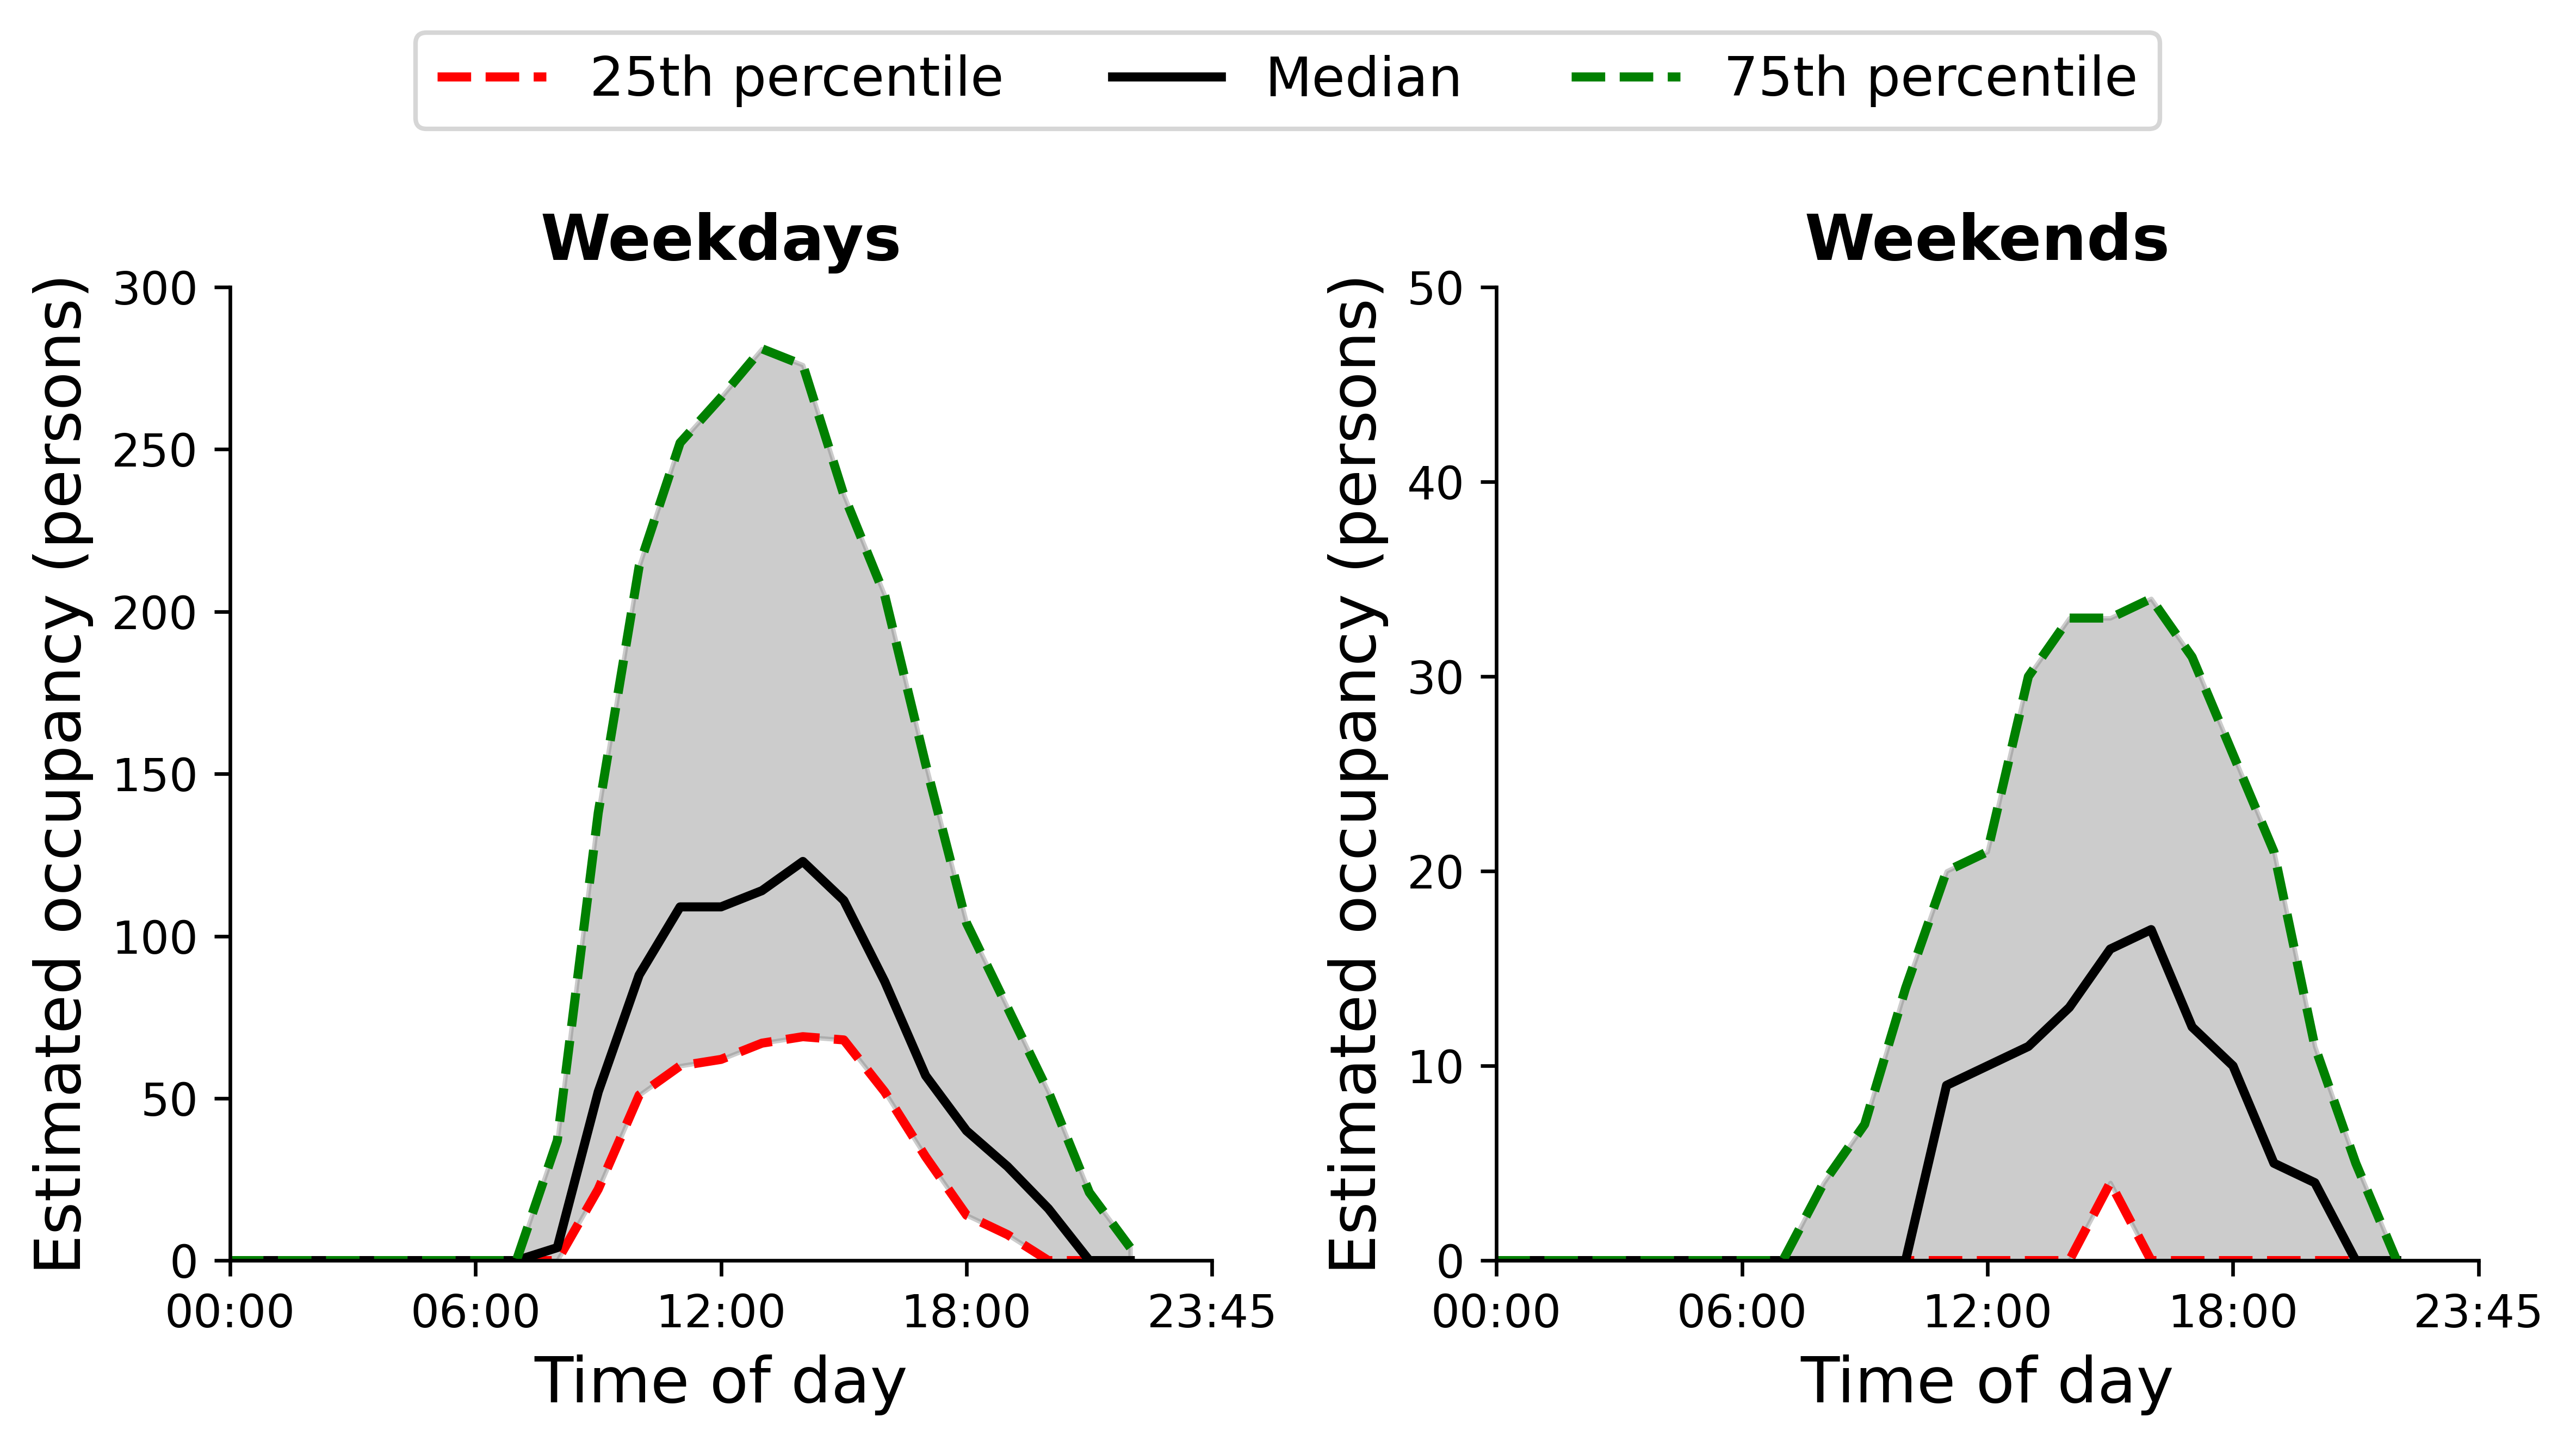 25th percentile Median 75th percentile
Weekdays
Estimated occupancy (persons)
300
250
200
150
100
50
0
00:00 06:00 12:00 18:00 23:45
Time of day
Weekends
Estimated occupancy (persons)
50
40
30
20
10
0
00:00 06:00 12:00 18:00 23:45
Time of day